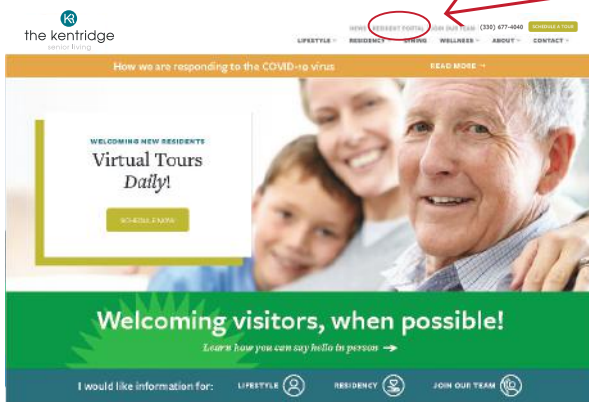 KR
the kentridge
senior living
NEWS RESIDENT PORTAL JOIN OUR TEAM (330) 677-4040 SCHEDULE A TOUR
LIFESTYLE RESIDENCY DINING WELLNESS ABOUT CONTACT
How we are responding to the COVID-19 virus READ MORE →
WELCOMING NEW RESIDENTS
Virtual Tours
Daily!
SCHEDULE NOW
Welcoming visitors, when possible!
Learn how you can say hello in person →
I would like information for: LIFESTYLE RESIDENCY JOIN OUR TEAM